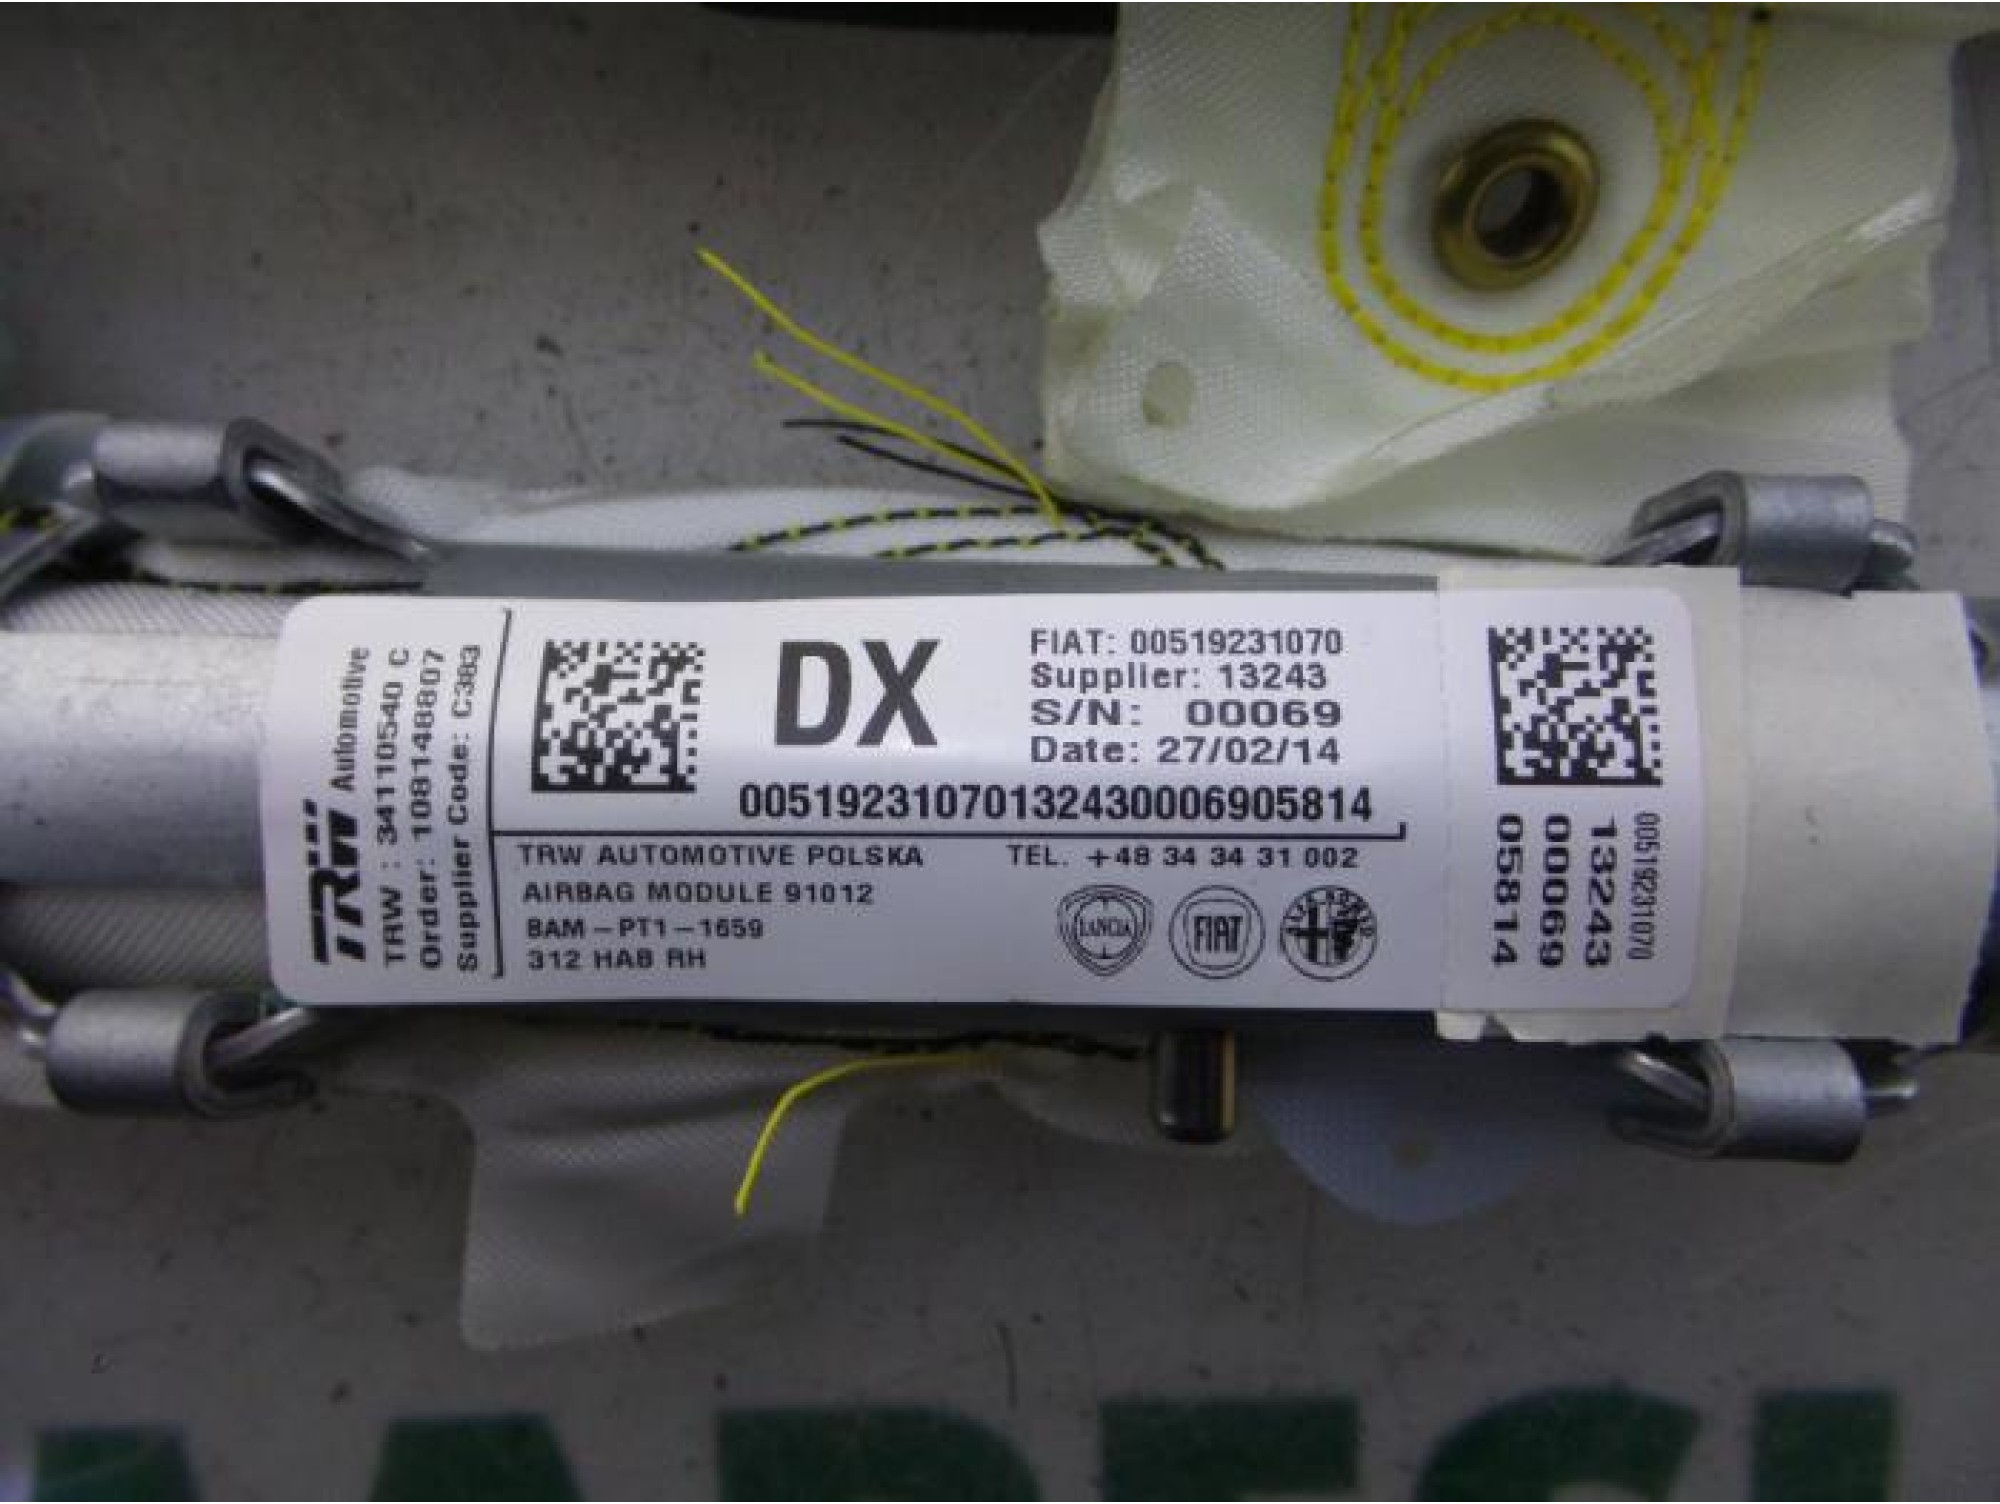 TRW Automotive
TRW : 34110540 C
Order: 1081488807
Supplier Code: C383
DX
FIAT: 00519231070
Supplier: 13243
S/N: 00069
Date: 27/02/14
00519231070132430006905814
TRW AUTOMOTIVE POLSKA TEL. +48 34 34 31 002
AIRBAG MODULE 91012
BAM-PT1-1659
312 HAB RH
LANCIA
FIAT
00519231070
13243
00069
05814